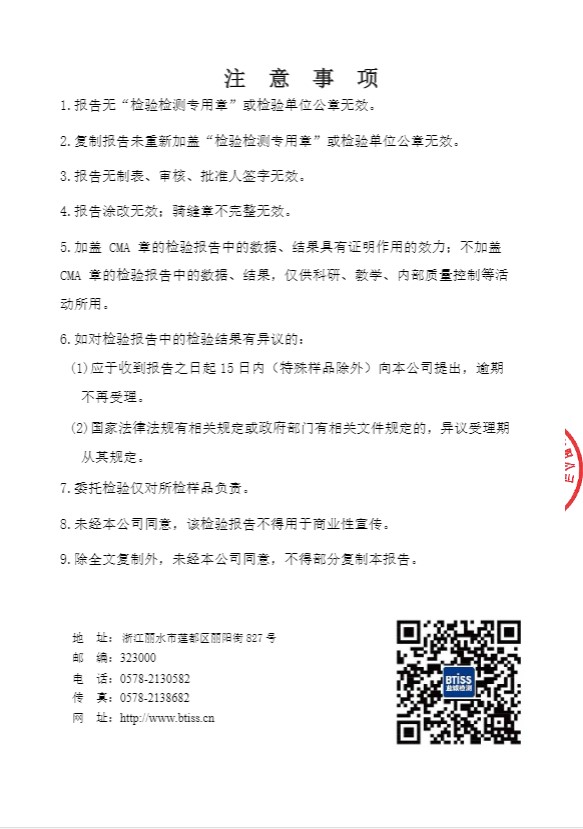 注 意 事 项
1.报告无“检验检测专用章”或检验单位公章无效。
2.复制报告未重新加盖“检验检测专用章”或检验单位公章无效。
3.报告无制表、审核、批准人签字无效。
4.报告涂改无效；骑缝章不完整无效。
5.加盖 CMA 章的检验报告中的数据、结果具有证明作用的效力；不加盖
CMA 章的检验报告中的数据、结果，仅供科研、教学、内部质量控制等活
动所用。
6.如对检验报告中的检验结果有异议的：
(1)应于收到报告之日起 15 日内（特殊样品除外）向本公司提出，逾期
不再受理。
(2)国家法律法规有相关规定或政府部门有相关文件规定的，异议受理期
从其规定。
7.委托检验仅对所检样品负责。
8.未经本公司同意，该检验报告不得用于商业性宣传。
9.除全文复制外，未经本公司同意，不得部分复制本报告。
地 址：浙江丽水市莲都区丽阳街 827 号
邮 编：323000
电 话：0578-2130582
传 真：0578-2138682
网 址：http://www.btiss.cn
BTiSS